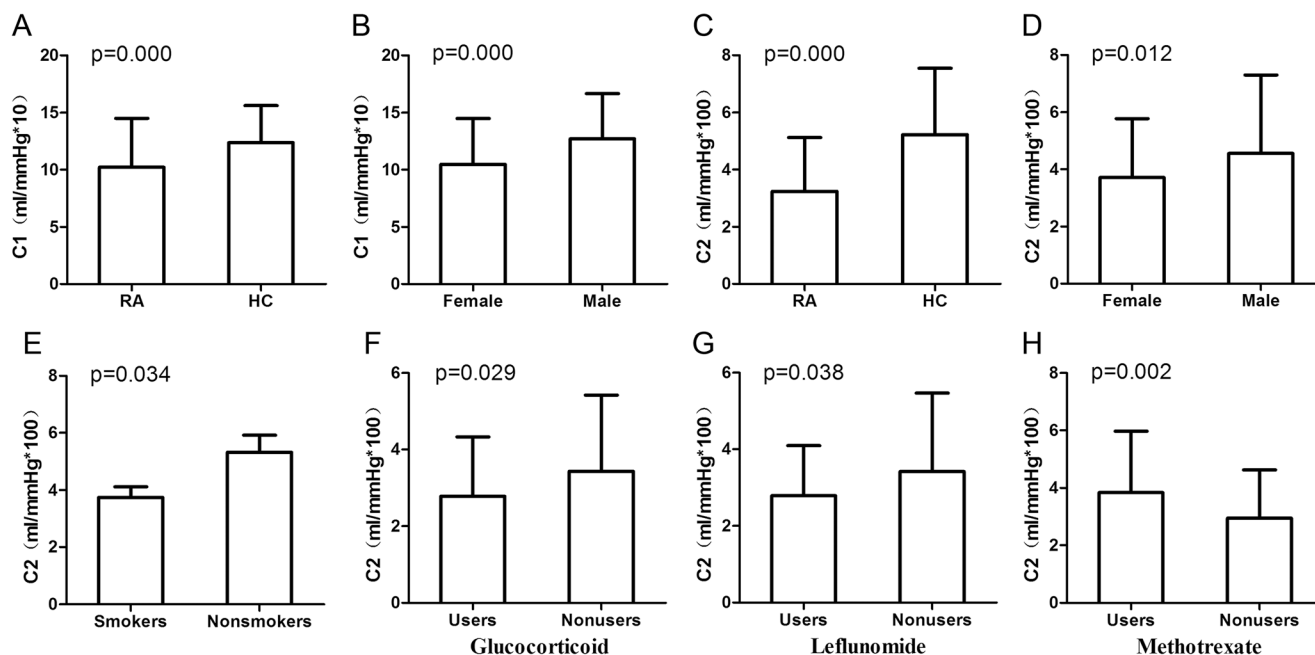 A
p=0.000
C1（ml/mmHg*10）
20
15
10
5
0
RA HC
B
p=0.000
C1（ml/mmHg*10）
20
15
10
5
0
Female Male
C
p=0.000
C2（ml/mmHg*100）
8
6
4
2
0
RA HC
D
p=0.012
C2（ml/mmHg*100）
8
6
4
2
0
Female Male
E
p=0.034
C2（ml/mmHg*100）
8
6
4
2
0
Smokers Nonsmokers
F
p=0.029
C2（ml/mmHg*100）
6
4
2
0
Users Nonusers
Glucocorticoid
G
p=0.038
C2（ml/mmHg*100）
6
4
2
0
Users Nonusers
Leflunomide
H
p=0.002
C2（ml/mmHg*100）
8
6
4
2
0
Users Nonusers
Methotrexate